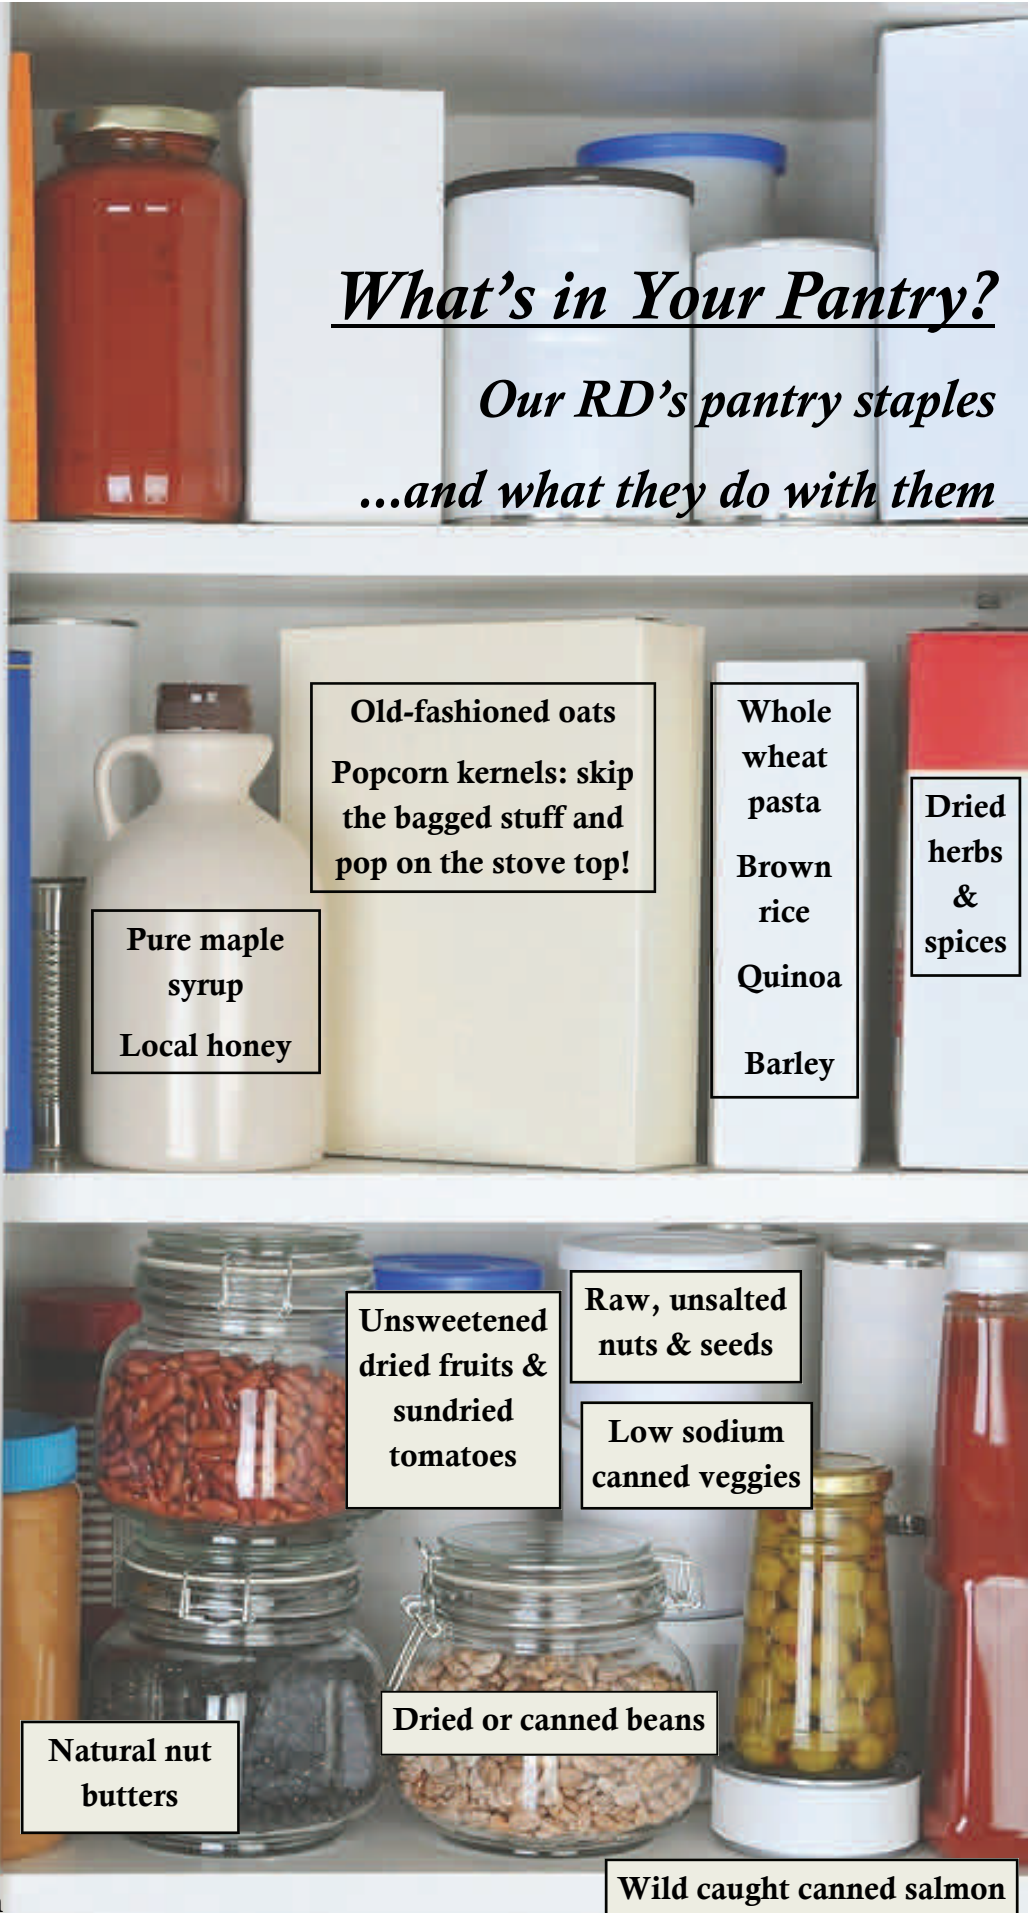 What's in Your Pantry?
Our RD's pantry staples
...and what they do with them
Old-fashioned oats
Popcorn kernels: skip
the bagged stuff and
pop on the stove top!
Whole
wheat
pasta
Brown
rice
Quinoa
Barley
Dried
herbs
&
spices
Pure maple
syrup
Local honey
Unsweetened
dried fruits &
sundried
tomatoes
Raw, unsalted
nuts & seeds
Low sodium
canned veggies
Dried or canned beans
Natural nut
butters
Wild caught canned salmon